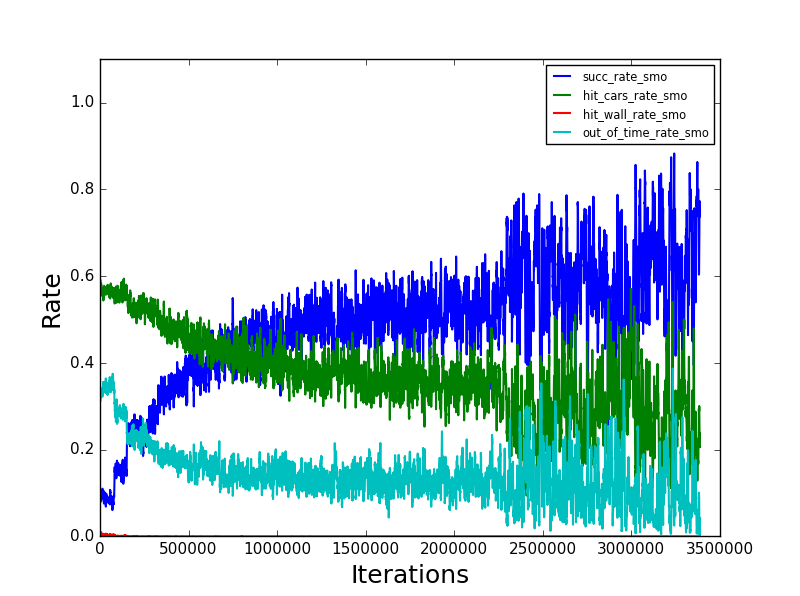 succ_rate_smo
hit_cars_rate_smo
hit_wall_rate_smo
out_of_time_rate_smo
1.0
0.8
0.6
0.4
0.2
0.0
Rate
0 500000 1000000 1500000 2000000 2500000 3000000 3500000
Iterations